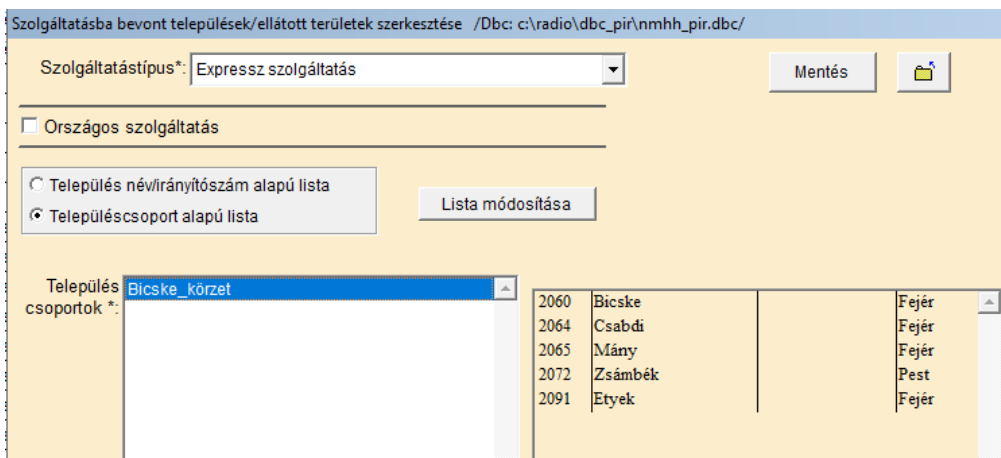 Szolgáltatásba bevont települések/ellátott területek szerkesztése /Dbc: c:\radio\dbc_pir\nmhh_pir.dbc/
Szolgáltatástípus*: Expressz szolgáltatás
Mentés
Országos szolgáltatás
Település név/irányítószám alapú lista
Településcsoport alapú lista
Lista módosítása
Település
csoportok *:
Bicske_körzet
2060 Bicske Fejér
2064 Csabdi Fejér
2065 Mány Fejér
2072 Zsámbék Pest
2091 Etyek Fejér